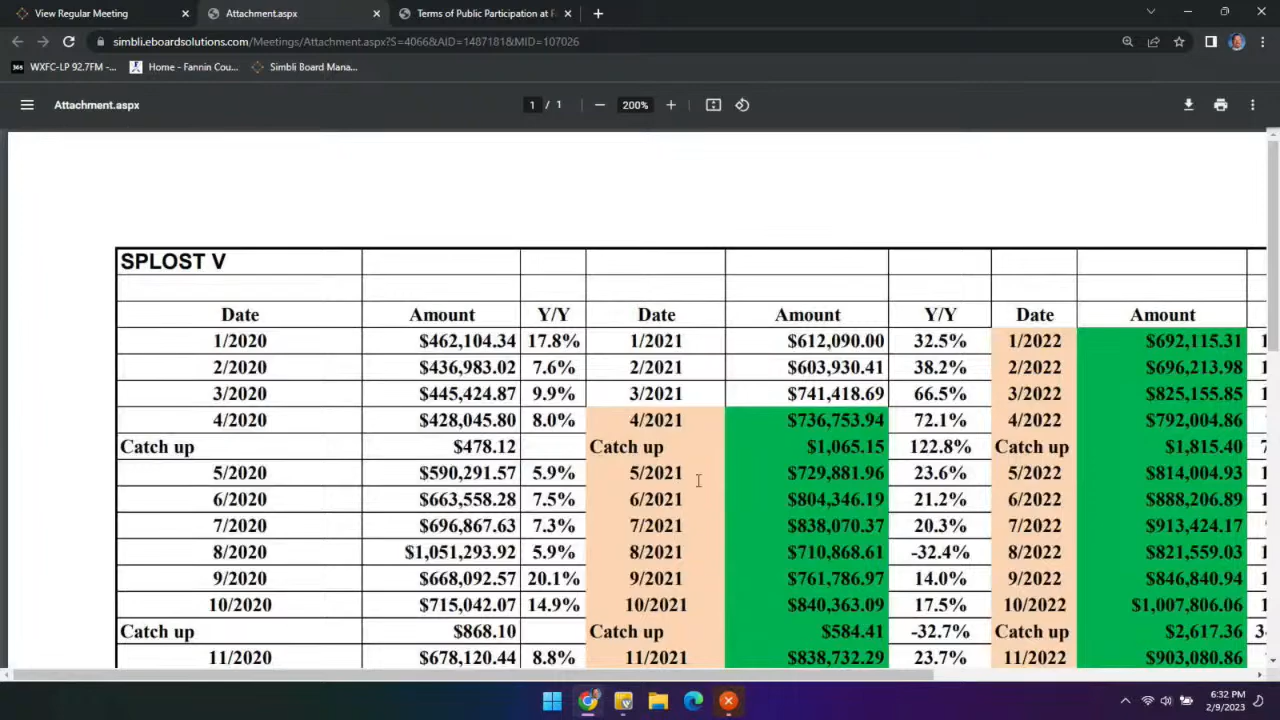 View Regular Meeting
Attachment.aspx
Terms of Public Participation at
simbli.eboardsolutions.com/Meetings/Attachment.aspx?S=4066&AID=1487181&MID=107026
WXFC-LP 92.7FM -... Home - Fannin Cou... Simbli Board Mana...
Attachment.aspx 1 / 1 200%
SPLOST V
Date Amount Y/Y Date Amount Y/Y Date Amount
1/2020 $462,104.34 17.8% 1/2021 $612,090.00 32.5% 1/2022 $692,115.31
2/2020 $436,983.02 7.6% 2/2021 $603,930.41 38.2% 2/2022 $696,213.98
3/2020 $445,424.87 9.9% 3/2021 $741,418.69 66.5% 3/2022 $825,155.85
4/2020 $428,045.80 8.0% 4/2021 $736,753.94 72.1% 4/2022 $792,004.86
Catch up $478.12 Catch up $1,065.15 122.8% Catch up $1,815.40
5/2020 $590,291.57 5.9% 5/2021 $729,881.96 23.6% 5/2022 $814,004.93
6/2020 $663,558.28 7.5% 6/2021 $804,346.19 21.2% 6/2022 $888,206.89
7/2020 $696,867.63 7.3% 7/2021 $838,070.37 20.3% 7/2022 $913,424.17
8/2020 $1,051,293.92 5.9% 8/2021 $710,868.61 -32.4% 8/2022 $821,559.03
9/2020 $668,092.57 20.1% 9/2021 $761,786.97 14.0% 9/2022 $846,840.94
10/2020 $715,042.07 14.9% 10/2021 $840,363.09 17.5% 10/2022 $1,007,806.06
Catch up $868.10 Catch up $584.41 -32.7% Catch up $2,617.36
11/2020 $678,120.44 8.8% 11/2021 $838,732.29 23.7% 11/2022 $903,080.86
6:32 PM
2/9/2023